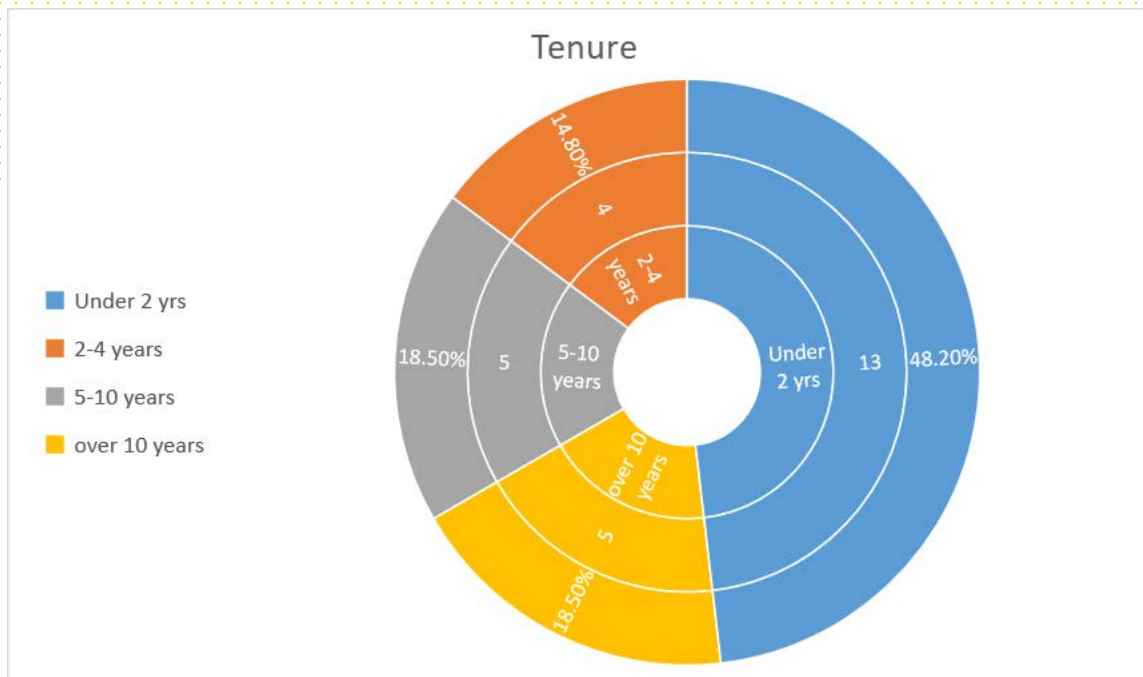 Tenure
14.80%
4
2-4
years
Under 2 yrs
2-4 years
5-10 years
over 10 years
18.50%
5
5-10
years
Under
2 yrs
13
48.20%
over 10
years
5
18.50%